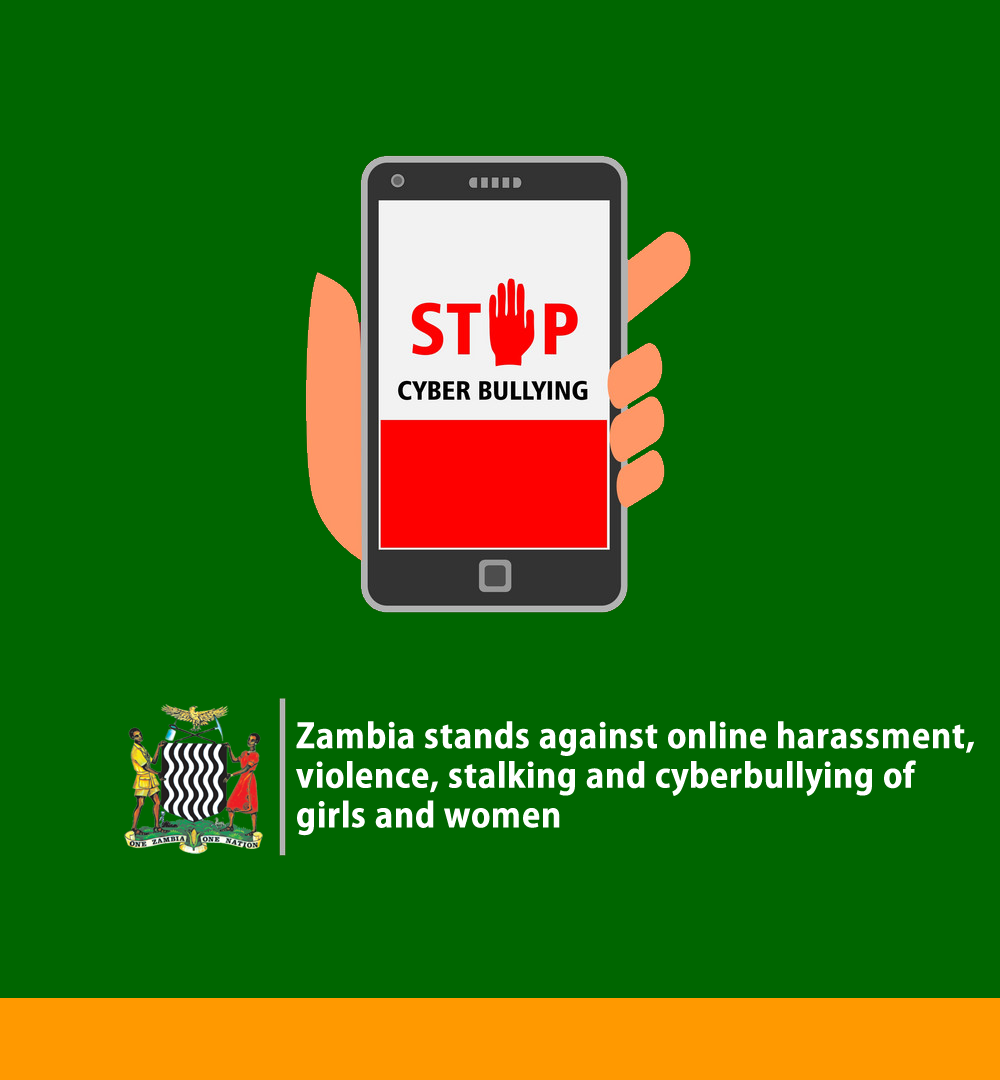 STOP
CYBER BULLYING
Zambia stands against online harassment,
violence, stalking and cyberbullying of
girls and women
ONE ZAMBIA ONE NATION